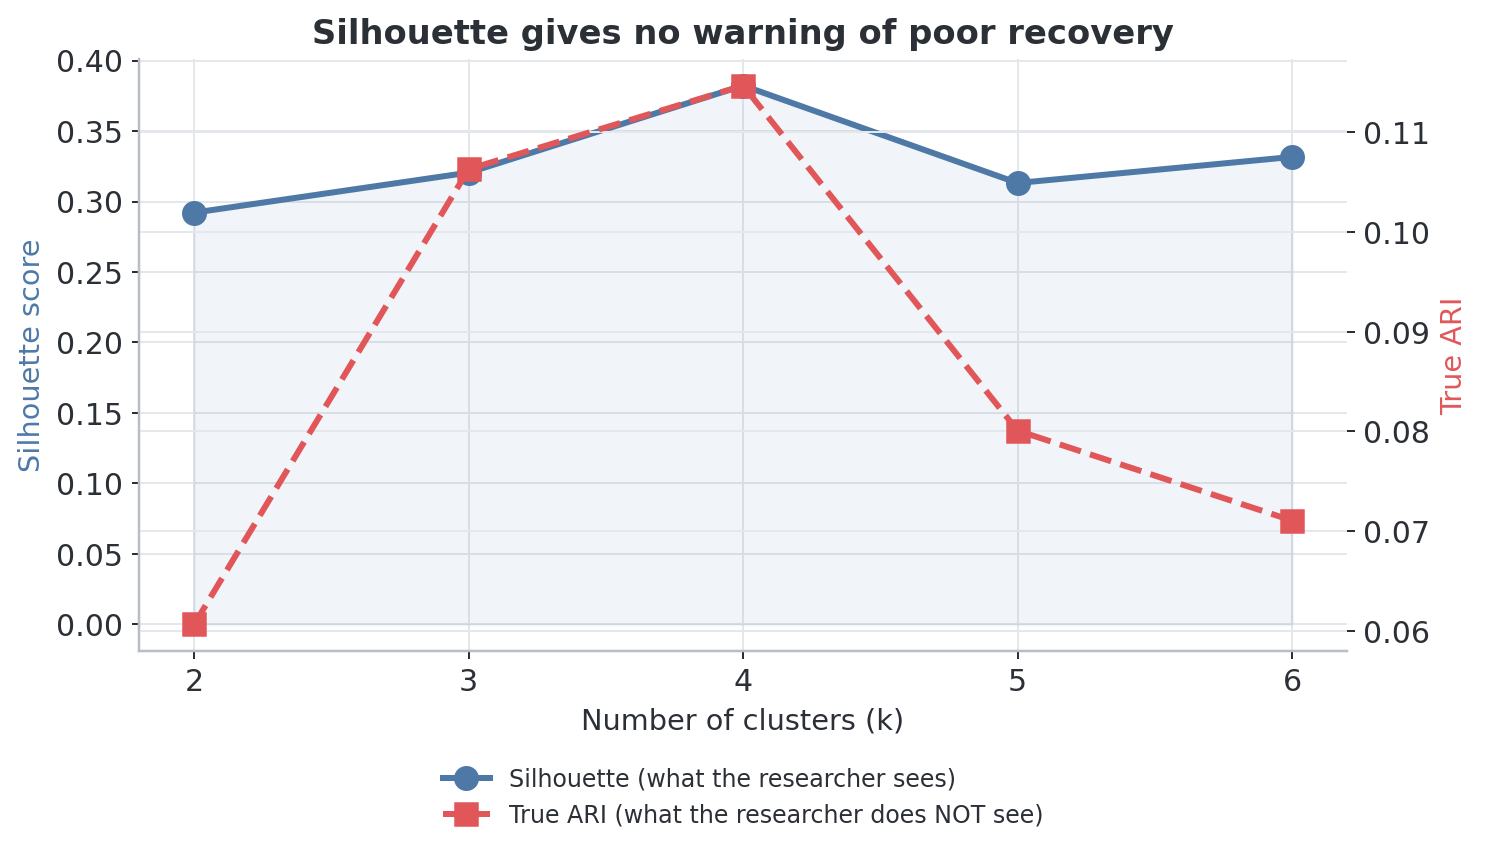 Silhouette gives no warning of poor recovery
0.40
0.35
0.30
0.25
0.20
0.15
0.10
0.05
0.00
Silhouette score
0.11
0.10
0.09
0.08
0.07
0.06
True ARI
2 3 4 5 6
Number of clusters (k)
Silhouette (what the researcher sees)
True ARI (what the researcher does NOT see)